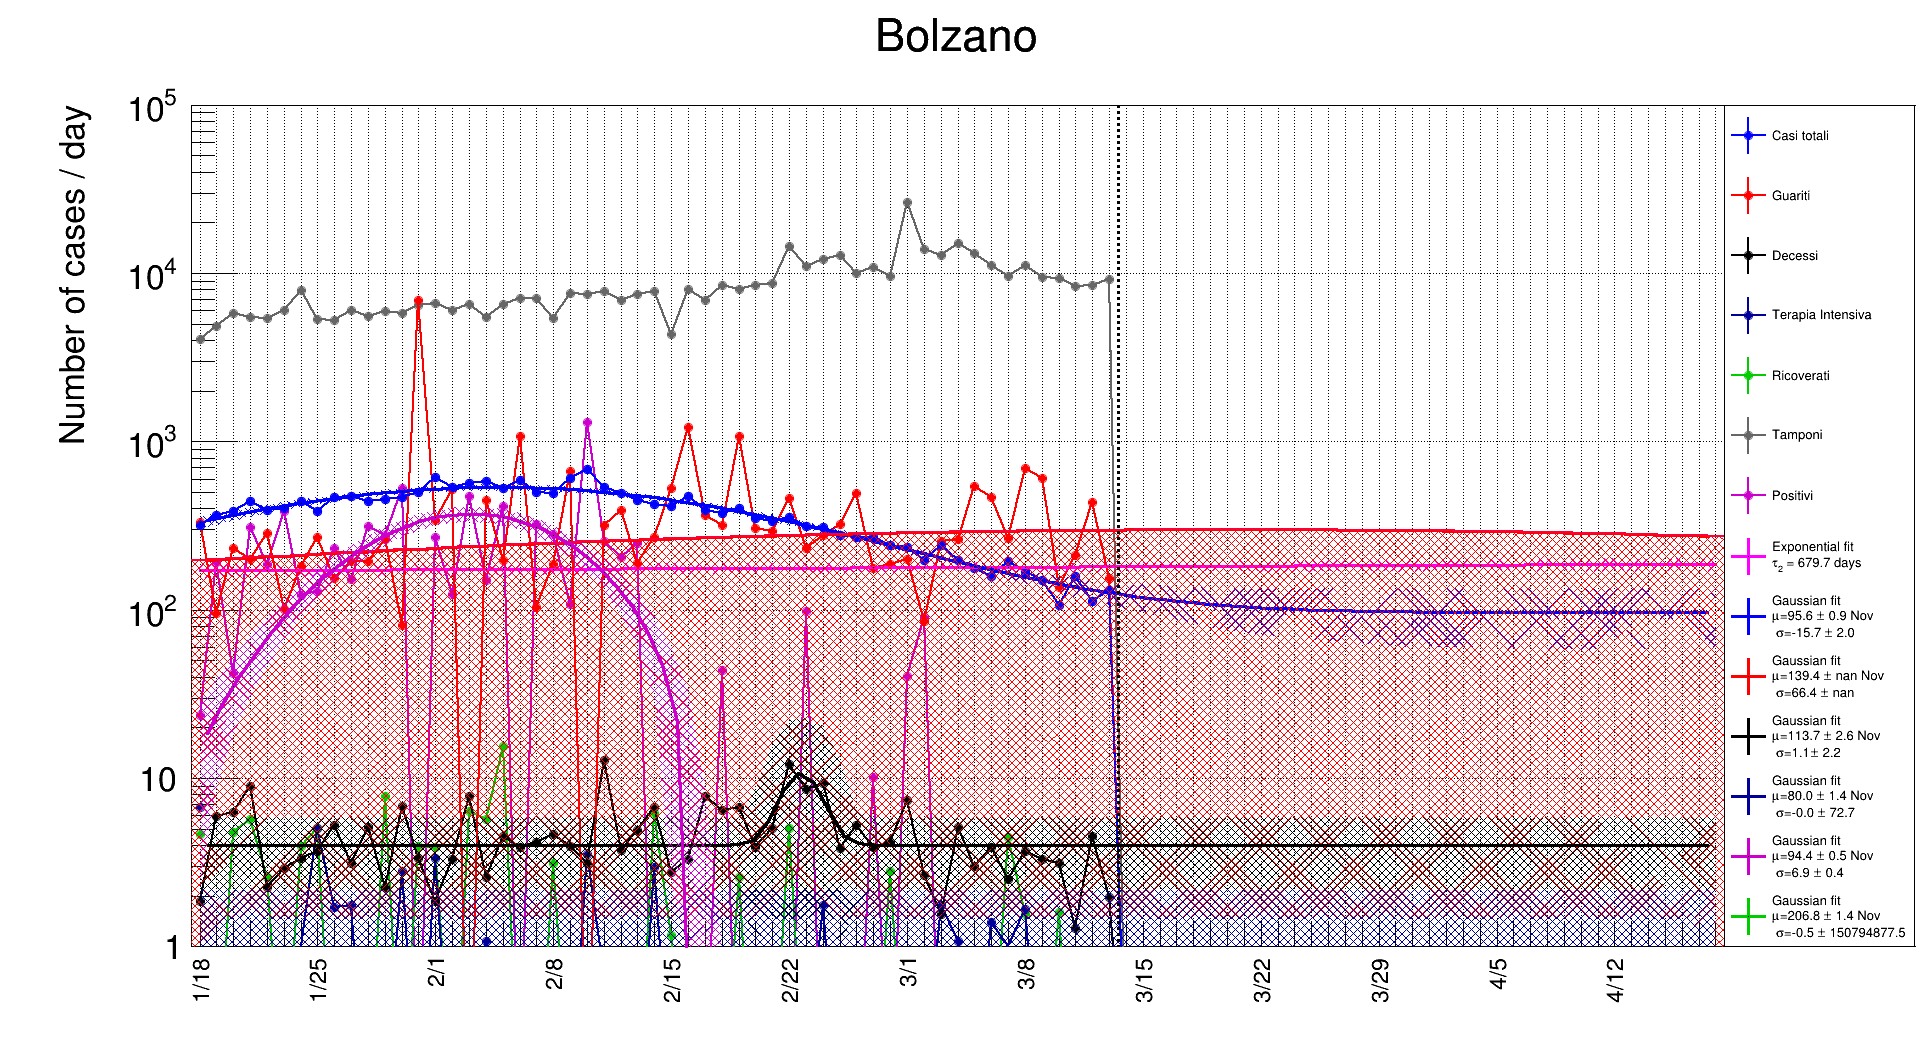 Bolzano
Number of cases / day
10^5
10^4
10^3
10^2
10
1
1/18
1/25
2/1
2/8
2/15
2/22
3/1
3/8
3/15
3/22
3/29
4/5
4/12
Casi totali
Guariti
Decessi
Terapia Intensiva
Ricoverati
Tamponi
Positivi
Exponential fit
τ_2 = 679.7 days
Gaussian fit
μ=95.6 ± 0.9 Nov
σ=-15.7 ± 2.0
Gaussian fit
μ=139.4 ± nan Nov
σ=66.4 ± nan
Gaussian fit
μ=113.7 ± 2.6 Nov
σ=1.1 ± 2.2
Gaussian fit
μ=80.0 ± 1.4 Nov
σ=-0.0 ± 72.7
Gaussian fit
μ=94.4 ± 0.5 Nov
σ=6.9 ± 0.4
Gaussian fit
μ=206.8 ± 1.4 Nov
σ=-0.5 ± 150794877.5